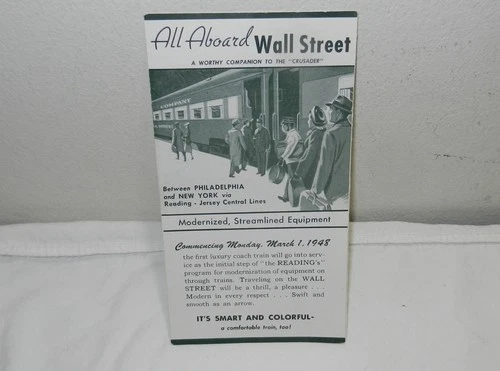 All Aboard Wall Street
A WORTHY COMPANION TO THE "CRUSADER"
COMPANY
Between PHILADELPHIA
and NEW YORK via
Reading - Jersey Central Lines
Modernized, Streamlined Equipment
Commencing Monday, March 1, 1948
the first luxury coach train will go into serv-
ice as the initial step of "the READING's"
program for modernization of equipment on
through trains. Traveling on the WALL
STREET will be a thrill, a pleasure . . .
Modern in every respect . . . Swift and
smooth as an arrow.
IT'S SMART AND COLORFUL-
a comfortable train, too!